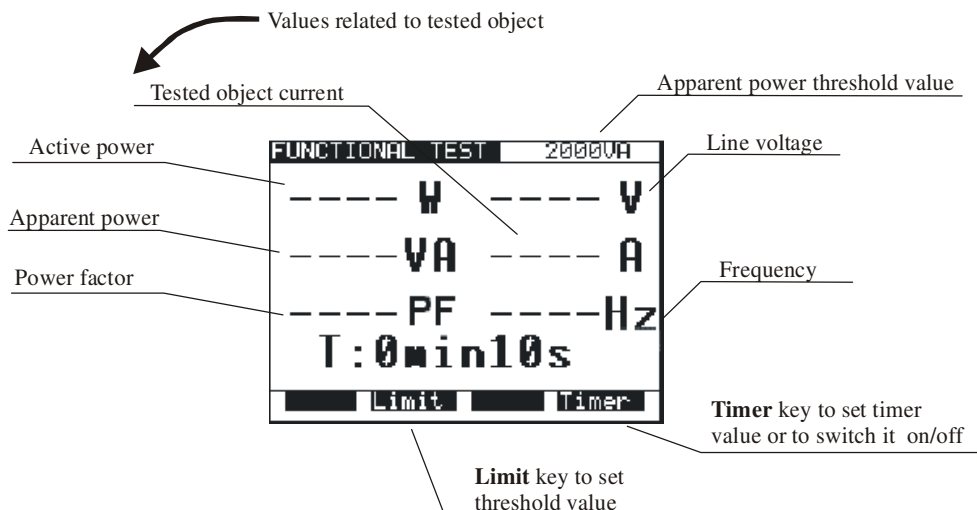 Values related to tested object
Tested object current
Apparent power threshold value
Active power
FUNCTIONAL TEST 2000VA
Line voltage
---- W ---- V
Apparent power
----VA ---- A
Power factor
Frequency
----PF ----Hz
T:0min10s
Limit Timer
Timer key to set timer
value or to switch it on/off
Limit key to set
threshold value